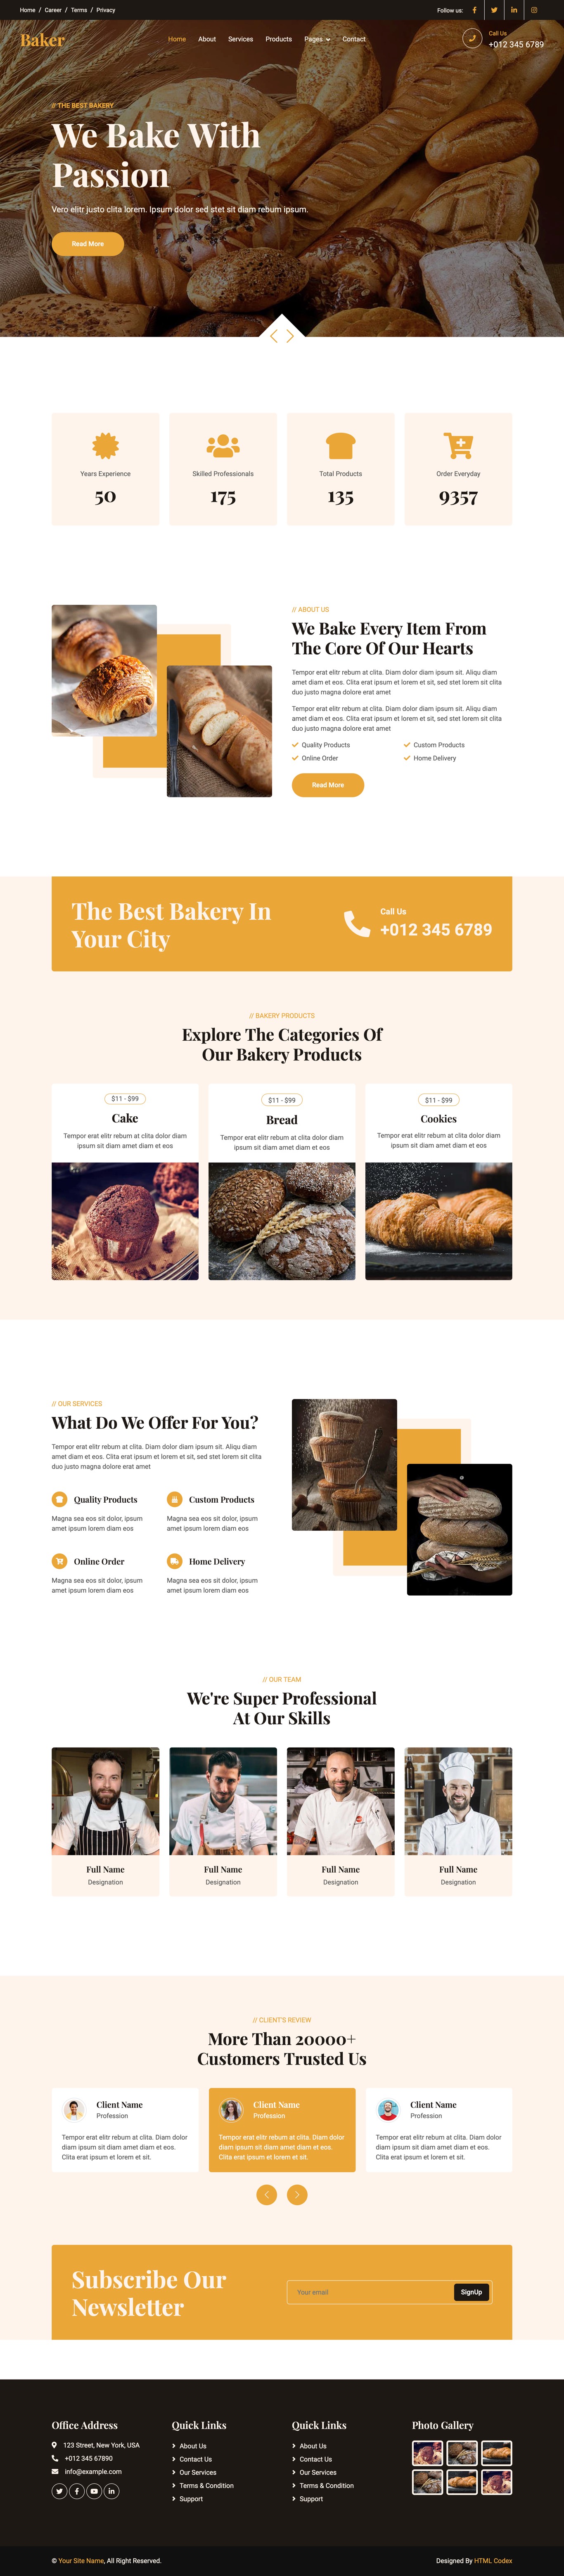 Home / Career / Terms / Privacy
Follow us:
Baker
Home About Services Products Pages Contact
Call Us
+012 345 6789
// THE BEST BAKERY
We Bake With
Passion
Vero elitr justo clita lorem. Ipsum dolor sed stet sit diam rebum ipsum.
Read More
Years Experience
50
Skilled Professionals
175
Total Products
135
Order Everyday
9357
// ABOUT US
We Bake Every Item From
The Core Of Our Hearts
Tempor erat elitr rebum at clita. Diam dolor diam ipsum sit. Aliqu diam
amet diam et eos. Clita erat ipsum et lorem et sit, sed stet lorem sit clita
duo justo magna dolore erat amet
Tempor erat elitr rebum at clita. Diam dolor diam ipsum sit. Aliqu diam
amet diam et eos. Clita erat ipsum et lorem et sit, sed stet lorem sit clita
duo justo magna dolore erat amet
Quality Products
Custom Products
Online Order
Home Delivery
Read More
The Best Bakery In
Your City
Call Us
+012 345 6789
// BAKERY PRODUCTS
Explore The Categories Of
Our Bakery Products
$11 - $99
Cake
Tempor erat elitr rebum at clita dolor diam
ipsum sit diam amet diam et eos
$11 - $99
Bread
Tempor erat elitr rebum at clita dolor diam
ipsum sit diam amet diam et eos
$11 - $99
Cookies
Tempor erat elitr rebum at clita dolor diam
ipsum sit diam amet diam et eos
// OUR SERVICES
What Do We Offer For You?
Tempor erat elitr rebum at clita. Diam dolor diam ipsum sit. Aliqu diam
amet diam et eos. Clita erat ipsum et lorem et sit, sed stet lorem sit clita
duo justo magna dolore erat amet
Quality Products
Magna sea eos sit dolor, ipsum
amet ipsum lorem diam eos
Custom Products
Magna sea eos sit dolor, ipsum
amet ipsum lorem diam eos
Online Order
Magna sea eos sit dolor, ipsum
amet ipsum lorem diam eos
Home Delivery
Magna sea eos sit dolor, ipsum
amet ipsum lorem diam eos
// OUR TEAM
We're Super Professional
At Our Skills
Full Name
Designation
Full Name
Designation
Full Name
Designation
Full Name
Designation
// CLIENT'S REVIEW
More Than 20000+
Customers Trusted Us
Client Name
Profession
Tempor erat elitr rebum at clita. Diam dolor
diam ipsum sit diam amet diam et eos.
Clita erat ipsum et lorem et sit.
Client Name
Profession
Tempor erat elitr rebum at clita. Diam dolor
diam ipsum sit diam amet diam et eos.
Clita erat ipsum et lorem et sit.
Client Name
Profession
Tempor erat elitr rebum at clita. Diam dolor
diam ipsum sit diam amet diam et eos.
Clita erat ipsum et lorem et sit.
Subscribe Our
Newsletter
Your email
SignUp
Office Address
123 Street, New York, USA
+012 345 67890
info@example.com
Quick Links
About Us
Contact Us
Our Services
Terms & Condition
Support
Quick Links
About Us
Contact Us
Our Services
Terms & Condition
Support
Photo Gallery
© Your Site Name, All Right Reserved.
Designed By HTML Codex